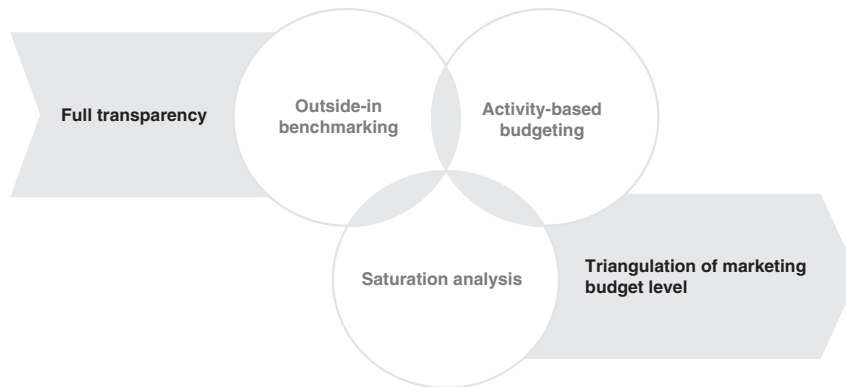 Full transparency
Outside-in
benchmarking
Activity-based
budgeting
Saturation analysis
Triangulation of marketing
budget level